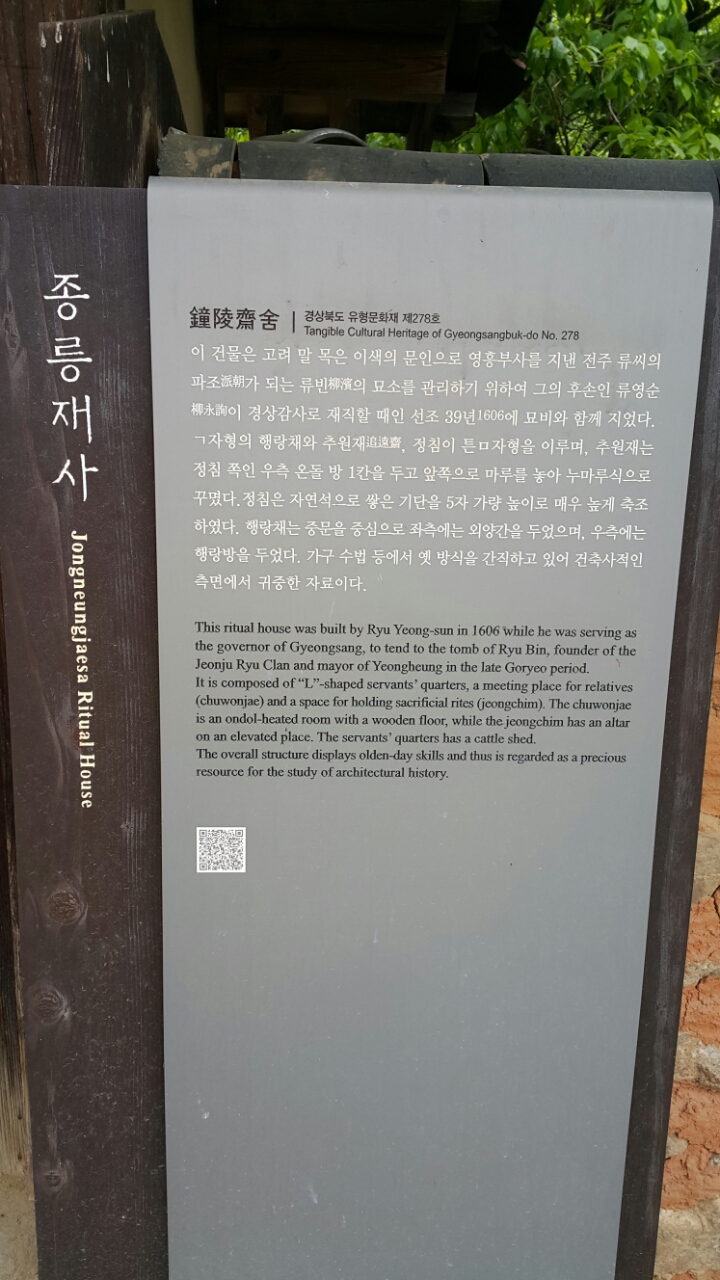 종릉재사
Jongneungjaesa Ritual House
鐘陵齋舍 | 경상북도 유형문화재 제278호
Tangible Cultural Heritage of Gyeongsangbuk-do No. 278
이 건물은 고려 말 목은 이색의 문인으로 영흥부사를 지낸 전주 류씨의
파조派朝가 되는 류빈柳濱의 묘소를 관리하기 위하여 그의 후손인 류영순
柳永詢이 경상감사로 재직할 때인 선조 39년1606에 묘비와 함께 지었다.
ㄱ자형의 행랑채와 추원재追遠齋, 정침이 튼ㅁ자형을 이루며, 추원재는
정침 쪽인 우측 온돌 방 1칸을 두고 앞쪽으로 마루를 놓아 누마루식으로
꾸몄다. 정침은 자연석으로 쌓은 기단을 5자 가량 높이로 매우 높게 축조
하였다. 행랑채는 중문을 중심으로 좌측에는 외양간을 두었으며, 우측에는
행랑방을 두었다. 가구 수법 등에서 옛 방식을 간직하고 있어 건축사적인
측면에서 귀중한 자료이다.
This ritual house was built by Ryu Yeong-sun in 1606 while he was serving as
the governor of Gyeongsang, to tend to the tomb of Ryu Bin, founder of the
Jeonju Ryu Clan and mayor of Yeongheung in the late Goryeo period.
It is composed of “L”-shaped servants’ quarters, a meeting place for relatives
(chuwonjae) and a space for holding sacrificial rites (jeongchim). The chuwonjae
is an ondol-heated room with a wooden floor, while the jeongchim has an altar
on an elevated place. The servants’ quarters has a cattle shed.
The overall structure displays olden-day skills and thus is regarded as a precious
resource for the study of architectural history.